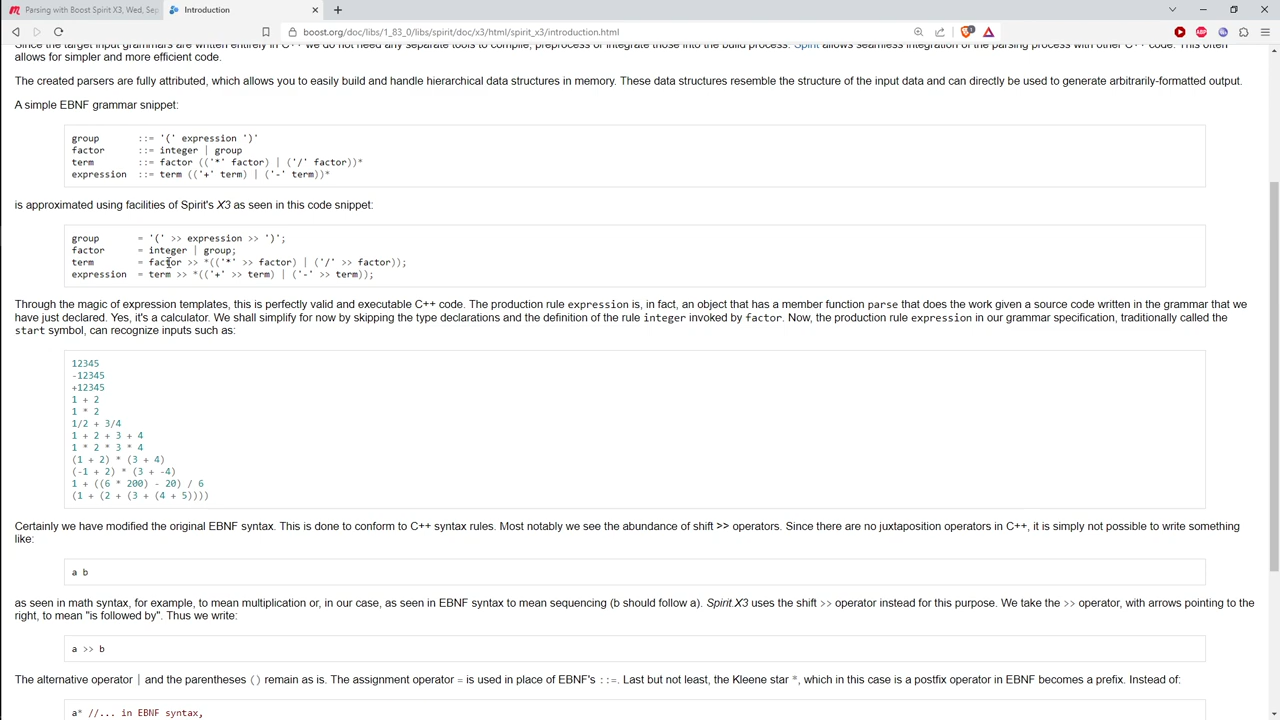 Parsing with Boost Spirit X3, Wed, Sep
Introduction
boost.org/doc/libs/1_83_0/libs/spirit/doc/x3/html/spirit_x3/introduction.html
Since the target input grammars are written entirely in C++ we do not need any separate tools to compile, preprocess or integrate those into the build process. Spirit allows seamless integration of the parsing process with other C++ code. This often
allows for simpler and more efficient code.
The created parsers are fully attributed, which allows you to easily build and handle hierarchical data structures in memory. These data structures resemble the structure of the input data and can directly be used to generate arbitrarily-formatted output.
A simple EBNF grammar snippet:
group ::= '(' expression ')'
factor ::= integer | group
term ::= factor (('*' factor) | ('/' factor))*
expression ::= term (('+' term) | ('-' term))*
is approximated using facilities of Spirit's X3 as seen in this code snippet:
group = '(' >> expression >> ')';
factor = integer | group;
term = factor >> *(('*' >> factor) | ('/' >> factor));
expression = term >> *(('+' >> term) | ('-' >> term));
Through the magic of expression templates, this is perfectly valid and executable C++ code. The production rule expression is, in fact, an object that has a member function parse that does the work given a source code written in the grammar that we
have just declared. Yes, it's a calculator. We shall simplify for now by skipping the type declarations and the definition of the rule integer invoked by factor. Now, the production rule expression in our grammar specification, traditionally called the
start symbol, can recognize inputs such as:
12345
-12345
+12345
1 + 2
1 * 2
1/2 + 3/4
1 + 2 + 3 + 4
1 * 2 * 3 * 4
(1 + 2) * (3 + 4)
(-1 + 2) * (3 + -4)
1 + ((6 * 200) - 20) / 6
(1 + (2 + (3 + (4 + 5))))
Certainly we have modified the original EBNF syntax. This is done to conform to C++ syntax rules. Most notably we see the abundance of shift >> operators. Since there are no juxtaposition operators in C++, it is simply not possible to write something
like:
a b
as seen in math syntax, for example, to mean multiplication or, in our case, as seen in EBNF syntax to mean sequencing (b should follow a). Spirit.X3 uses the shift >> operator instead for this purpose. We take the >> operator, with arrows pointing to the
right, to mean "is followed by". Thus we write:
a >> b
The alternative operator | and the parentheses () remain as is. The assignment operator = is used in place of EBNF's ::=. Last but not least, the Kleene star *, which in this case is a postfix operator in EBNF becomes a prefix. Instead of:
a* //... in EBNF syntax,